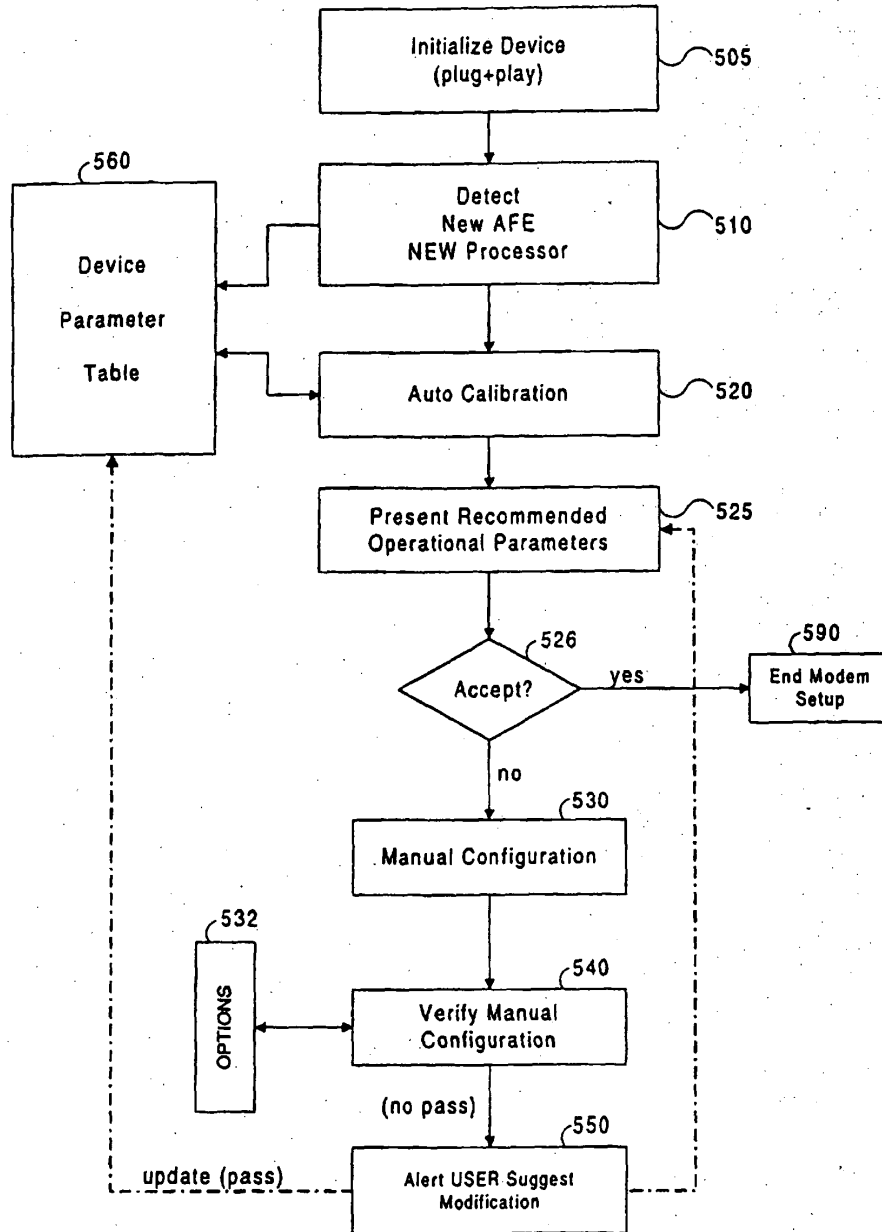 Initialize Device
(plug+play)
505
560
Detect
New AFE
NEW Processor
510
Device
Parameter
Table
Auto Calibration
520
Present Recommended
Operational Parameters
525
526
Accept?
yes
590
End Modem
Setup
no
530
Manual Configuration
532
OPTIONS
540
Verify Manual
Configuration
(no pass)
550
update (pass)
Alert USER Suggest
Modification